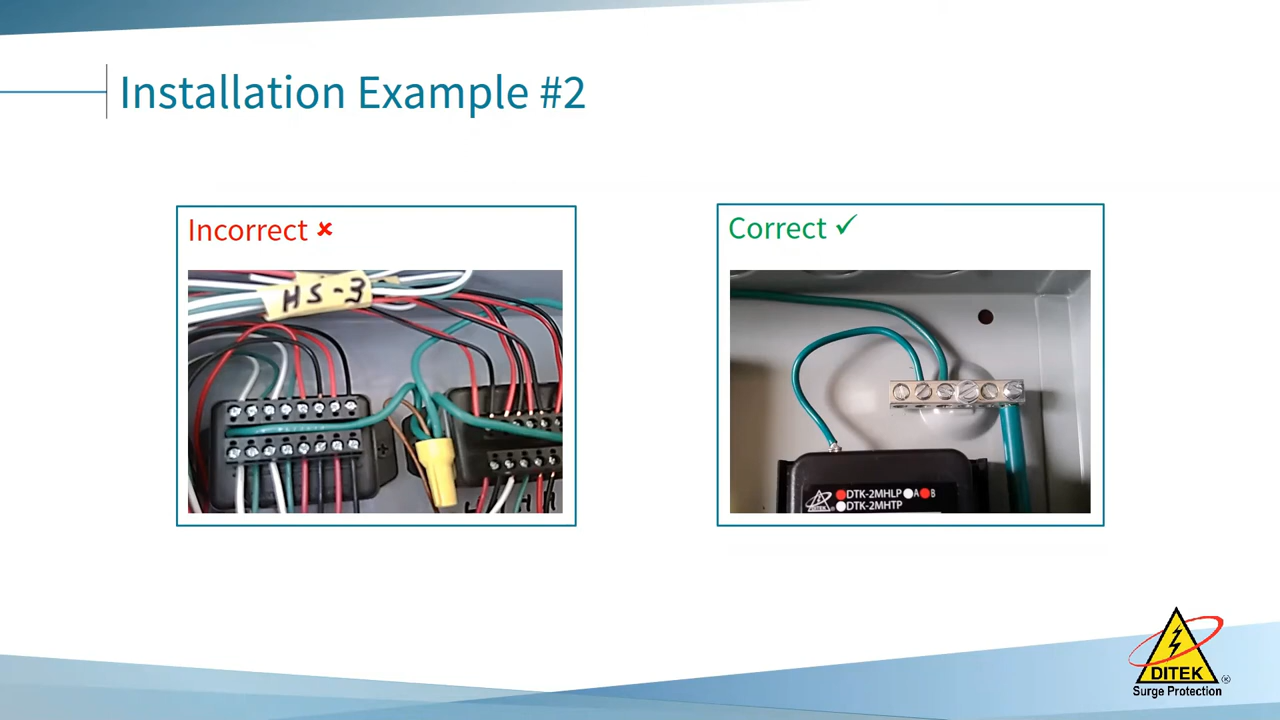 Installation Example #2
Incorrect ✘
HS-3
Correct ✓
DTK-2MHLP A B
DTK-2MHTP
DITEK
®
Surge Protection